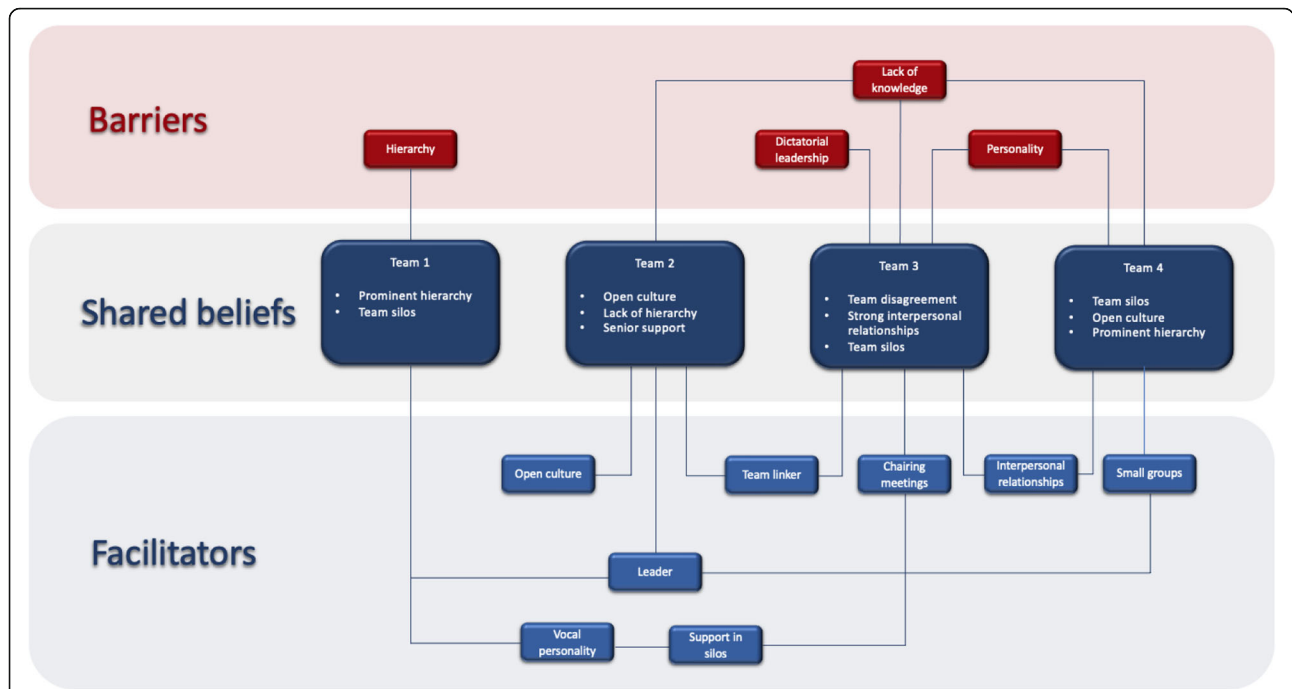 Barriers
Lack of
knowledge
Hierarchy
Dictatorial
leadership
Personality
Shared beliefs
Team 1
• Prominent hierarchy
• Team silos
Team 2
• Open culture
• Lack of hierarchy
• Senior support
Team 3
• Team disagreement
• Strong interpersonal
relationships
• Team silos
Team 4
• Team silos
• Open culture
• Prominent hierarchy
Facilitators
Open culture
Team linker
Chairing
meetings
Interpersonal
relationships
Small groups
Leader
Vocal
personality
Support in
silos